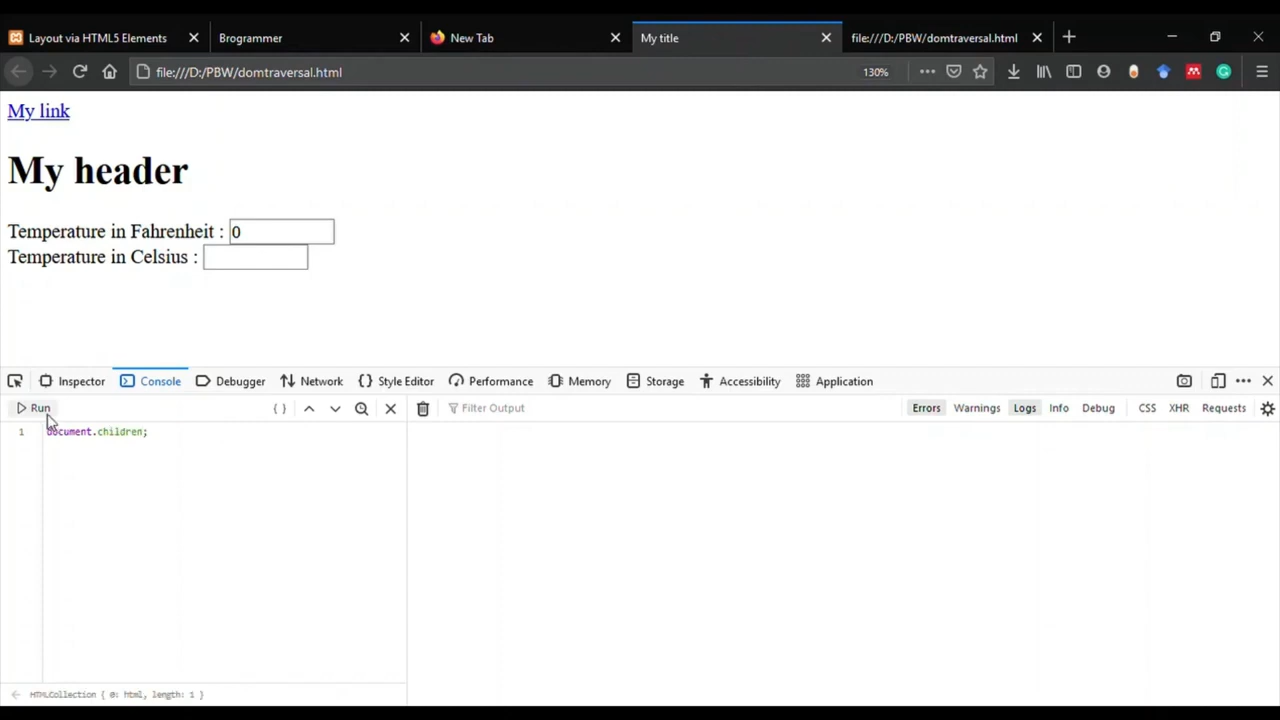 Layout via HTML5 Elements
Brogrammer
New Tab
My title
file:///D:/PBW/domtraversal.html
file:///D:/PBW/domtraversal.html
130%
My link
My header
Temperature in Fahrenheit : 0
Temperature in Celsius :
Inspector
Console
Debugger
Network
{} Style Editor
Performance
Memory
Storage
Accessibility
Application
Run
{ }
Filter Output
Errors
Warnings
Logs
Info
Debug
CSS
XHR
Requests
1 document.children;
HTMLCollection { 0: html, length: 1 }